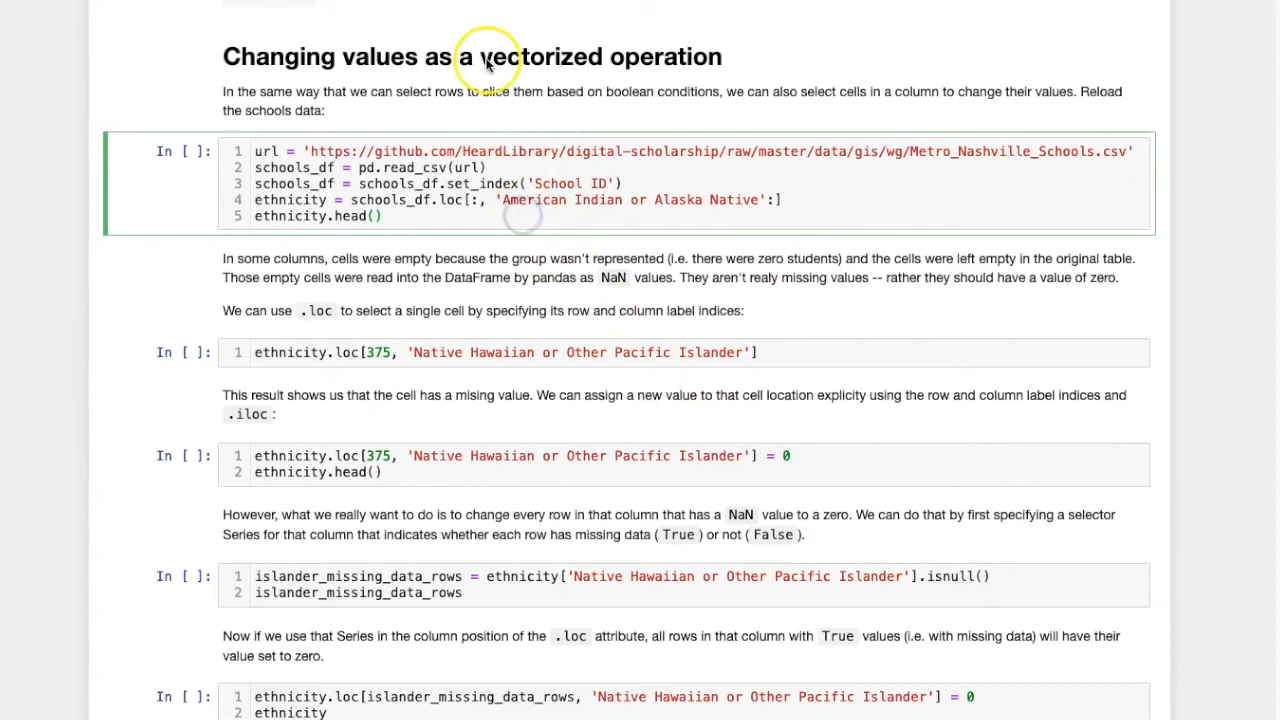 Changing values as a vectorized operation
In the same way that we can select rows to slice them based on boolean conditions, we can also select cells in a column to change their values. Reload
the schools data:
In [ ]:
1 url = 'https://github.com/HeardLibrary/digital-scholarship/raw/master/data/gis/wg/Metro_Nashville_Schools.csv'
2 schools_df = pd.read_csv(url)
3 schools_df = schools_df.set_index('School ID')
4 ethnicity = schools_df.loc[:, 'American Indian or Alaska Native':]
5 ethnicity.head()
In some columns, cells were empty because the group wasn't represented (i.e. there were zero students) and the cells were left empty in the original table.
Those empty cells were read into the DataFrame by pandas as NaN values. They aren't realy missing values -- rather they should have a value of zero.
We can use .loc to select a single cell by specifying its row and column label indices:
In [ ]: 1 ethnicity.loc[375, 'Native Hawaiian or Other Pacific Islander']
This result shows us that the cell has a mising value. We can assign a new value to that cell location explicity using the row and column label indices and
.iloc :
In [ ]: 1 ethnicity.loc[375, 'Native Hawaiian or Other Pacific Islander'] = 0
2 ethnicity.head()
However, what we really want to do is to change every row in that column that has a NaN value to a zero. We can do that by first specifying a selector
Series for that column that indicates whether each row has missing data ( True ) or not ( False ).
In [ ]: 1 islander_missing_data_rows = ethnicity['Native Hawaiian or Other Pacific Islander'].isnull()
2 islander_missing_data_rows
Now if we use that Series in the column position of the .loc attribute, all rows in that column with True values (i.e. with missing data) will have their
value set to zero.
In [ ]: 1 ethnicity.loc[islander_missing_data_rows, 'Native Hawaiian or Other Pacific Islander'] = 0
2 ethnicity